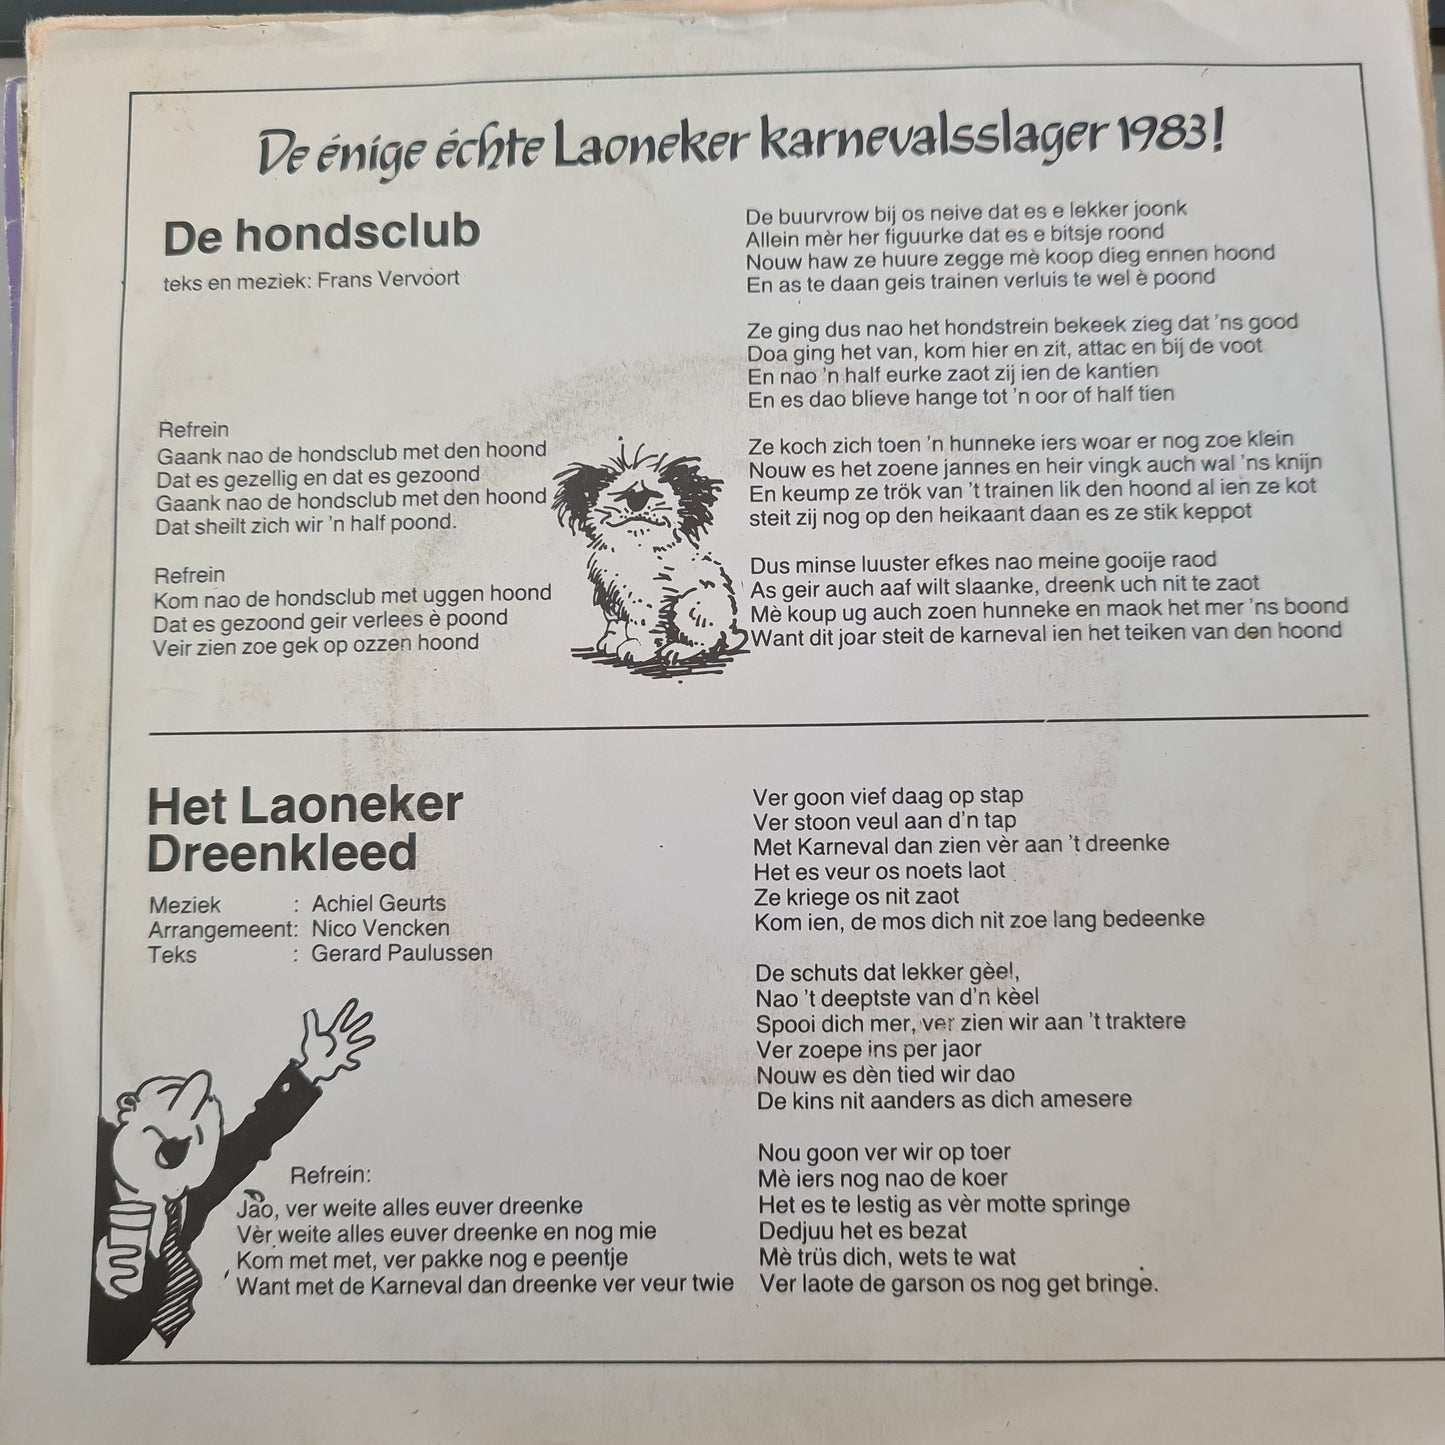 De énige échte Laoneker karnevalsslager 1983!
De hondsclub
teks en meziek: Frans Vervoort
Refrein
Gaank nao de hondsclub met den hoond
Dat es gezellig en dat es gezoond
Gaank nao de hondsclub met den hoond
Dat sheilt zich wir 'n half poond.
Refrein
Kom nao de hondsclub met uggen hoond
Dat es gezoond geir verlees è poond
Veir zien zoe gek op ozzen hoond
De buurvrow bij os neive dat es e lekker joonk
Allein mèr her figuurke dat es e bitsje roond
Nouw haw ze huure zegge mè koop dieg ennen hoond
En as te daan geis trainen verluis te wel è poond
Ze ging dus nao het hondstrein bekeek zieg dat 'ns good
Doa ging het van, kom hier en zit, attac en bij de voot
En nao 'n half eurke zaot zij ien de kantien
En es dao blieve hange tot 'n oor of half tien
Ze koch zich toen 'n hunneke iers woar er nog zoe klein
Nouw es het zoene jannes en heir vingk auch wal 'ns knijn
En keump ze trök van 't trainen lik den hoond al ien ze kot
steit zij nog op den heikaant daan es ze stik keppot
Dus minse luuster efkes nao meine gooije raod
As geir auch aaf wilt slaanke, dreenk uch nit te zaot
Mè koup ug auch zoen hunneke en maok het mer 'ns boond
Want dit joar steit de karneval ien het teiken van den hoond
Het Laoneker
Dreenkleed
Meziek : Achiel Geurts
Arrangemeent: Nico Vencken
Teks : Gerard Paulussen
Refrein:
Jão, ver weite alles euver dreenke
Vèr weite alles euver dreenke en nog mie
Kom met met, ver pakke nog e peentje
Want met de Karneval dan dreenke ver veur twie
Ver goon vief daag op stap
Ver stoon veul aan d'n tap
Met Karneval dan zien vèr aan 't dreenke
Het es veur os noets laot
Ze kriege os nit zaot
Kom ien, de mos dich nit zoe lang bedeenke
De schuts dat lekker gèel,
Nao 't deeptste van d'n kèel
Spooi dich mer, ver zien wir aan 't traktere
Ver zoepe ins per jaor
Nouw es dèn tied wir dao
De kins nit aanders as dich amesere
Nou goon ver wir op toer
Mè iers nog nao de koer
Het es te lestig as vèr motte springe
Dedjuu het es bezat
Mè trüs dich, wets te wat
Ver laote de garson os nog get bringe.